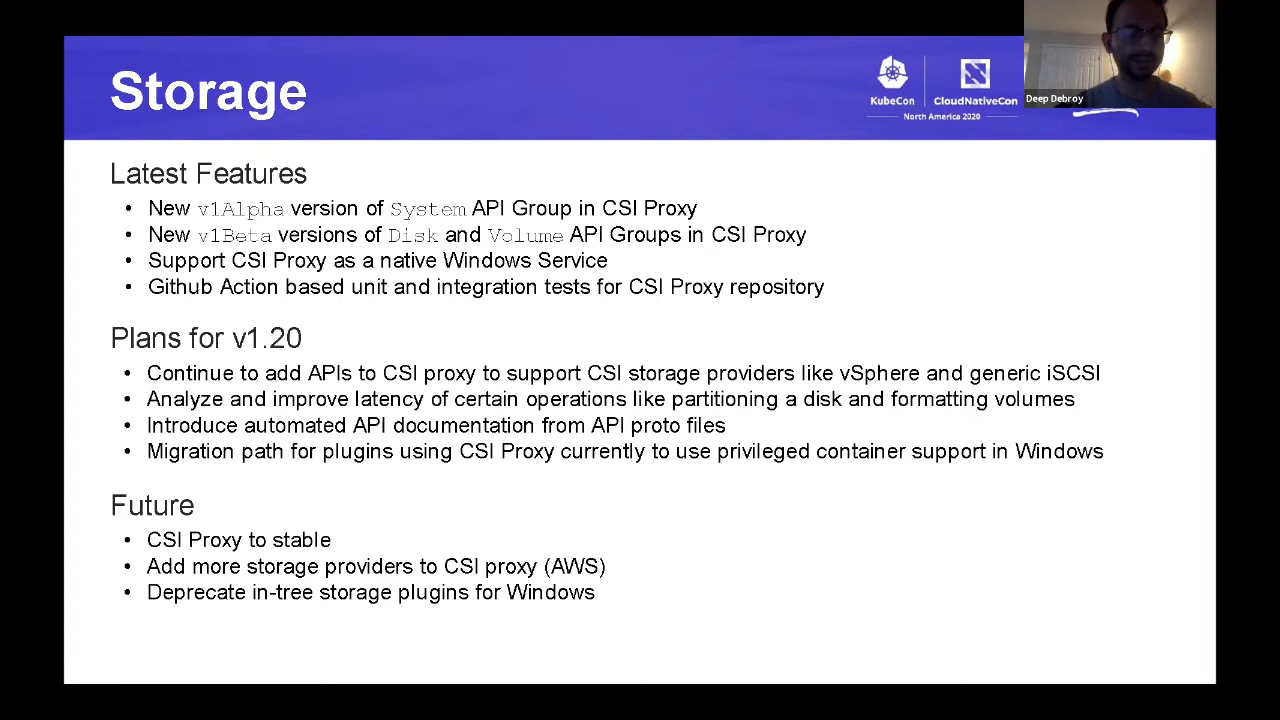 Storage
KubeCon
CloudNativeCon
North America 2020
Deep Debroy
Latest Features
• New v1Alpha version of System API Group in CSI Proxy
• New v1Beta versions of Disk and Volume API Groups in CSI Proxy
• Support CSI Proxy as a native Windows Service
• Github Action based unit and integration tests for CSI Proxy repository
Plans for v1.20
• Continue to add APIs to CSI proxy to support CSI storage providers like vSphere and generic iSCSI
• Analyze and improve latency of certain operations like partitioning a disk and formatting volumes
• Introduce automated API documentation from API proto files
• Migration path for plugins using CSI Proxy currently to use privileged container support in Windows
Future
• CSI Proxy to stable
• Add more storage providers to CSI proxy (AWS)
• Deprecate in-tree storage plugins for Windows